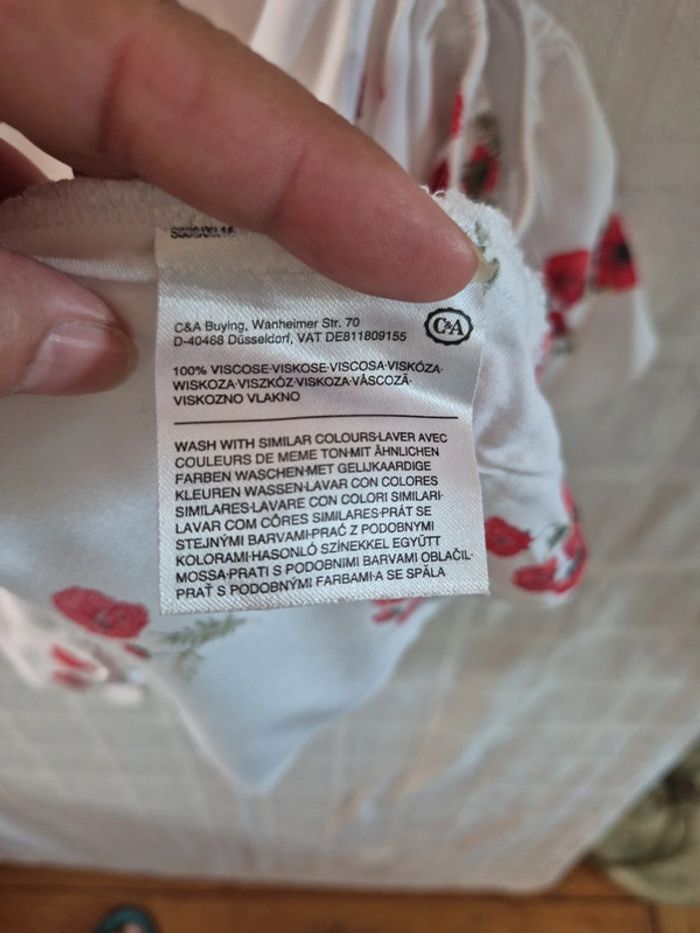 C&A Buying, Wanheimer Str. 70
D-40468 Düsseldorf, VAT DE811809155
C&A
100% VISCOSE·VISKOSE·VISCOSA·VISKÓZA·
WISKOZA·VISZKÓZ·VISKOZA·VÂSCOZĂ·
VISKOZNO VLAKNO
WASH WITH SIMILAR COLOURS·LAVER AVEC
COULEURS DE MEME TON·MIT ÄHNLICHEN
FARBEN WASCHEN·MET GELIJKAARDIGE
KLEUREN WASSEN·LAVAR CON COLORES
SIMILARES·LAVARE CON COLORI SIMILARI·
LAVAR COM CÔRES SIMILARES·PRÁT SE
STEJNÝMI BARVAMI·PRAĆ Z PODOBNYMI
KOLORAMI·HASONLÓ SZÍNEKKEL EGYÜTT
MOSSA·PRATI S PODOBNIMI BARVAMI OBLAČIL·
PRAŤ S PODOBNÝMI FARBAMI·A SE SPĂLA